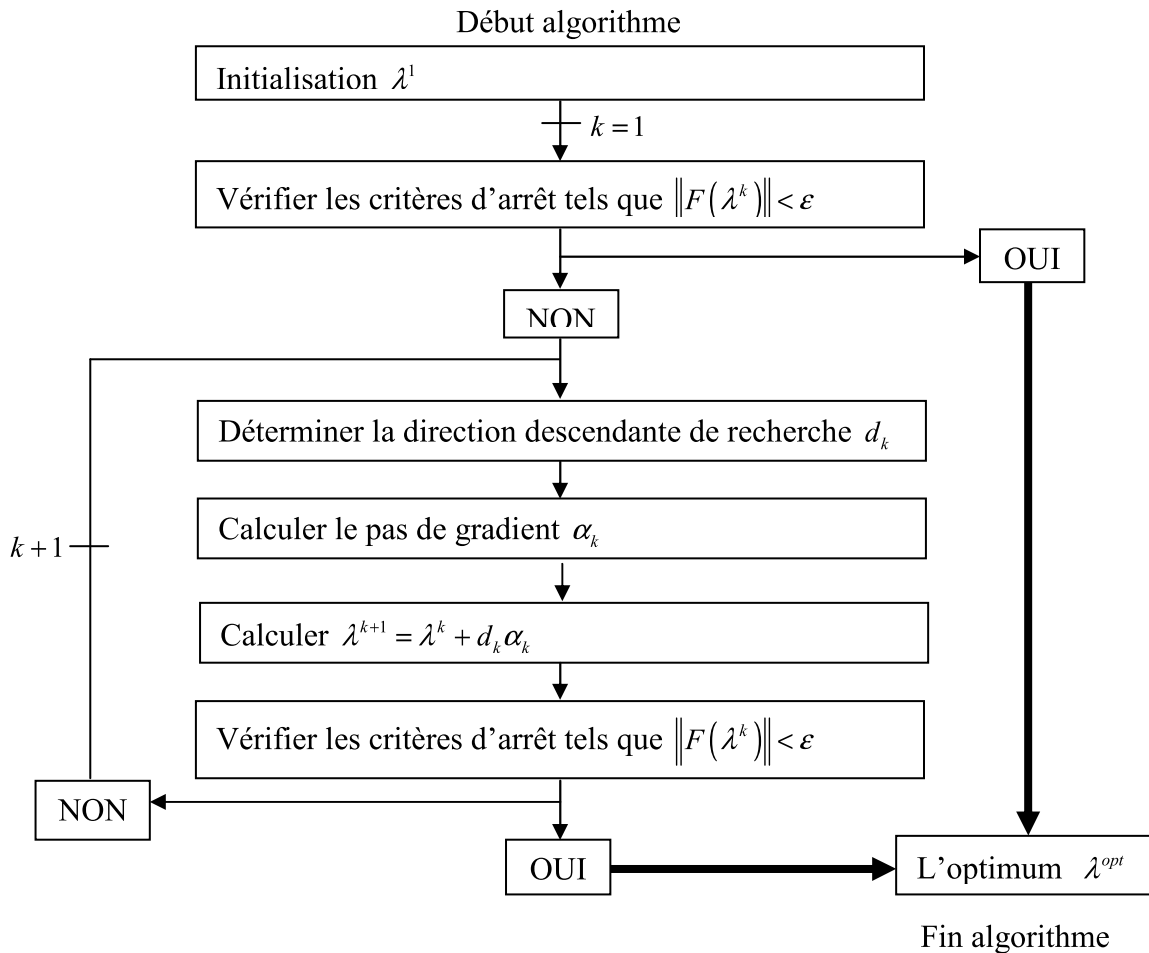 Début algorithme
Initialisation λ¹
k = 1
Vérifier les critères d'arrêt tels que ‖F(λᵏ)‖ < ε
OUI
NON
Déterminer la direction descendante de recherche dₖ
Calculer le pas de gradient αₖ
k + 1
Calculer λᵏ⁺¹ = λᵏ + dₖαₖ
Vérifier les critères d'arrêt tels que ‖F(λᵏ)‖ < ε
NON
OUI
L'optimum λᵒᵖᵗ
Fin algorithme